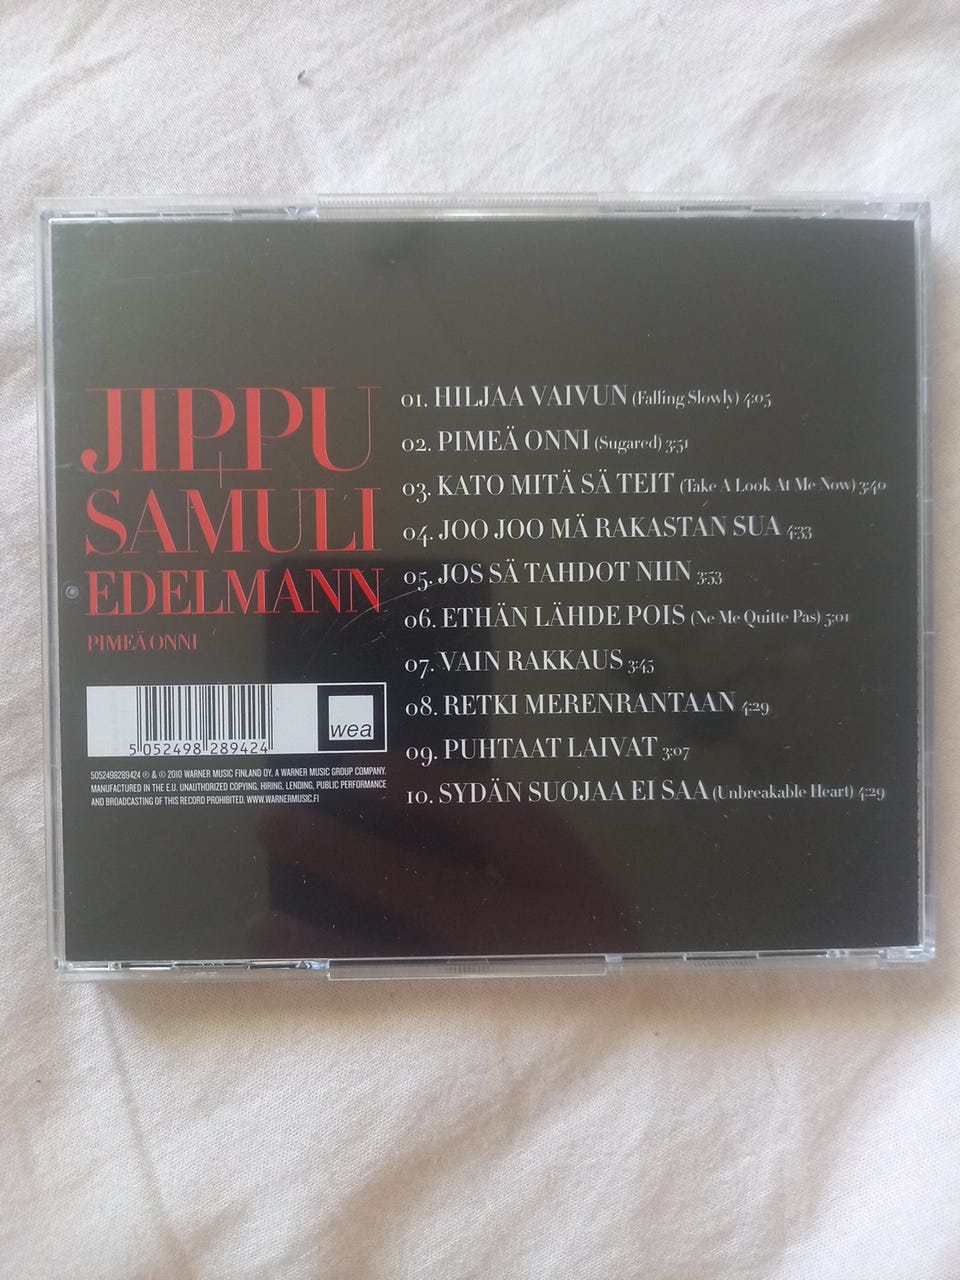 JIPPU
+
SAMULI
EDELMANN
PIMEÄ ONNI
01. HILJAA VAIVUN (Falling Slowly) 4:05
02. PIMEÄ ONNI (Sugared) 3:51
03. KATO MITÄ SÄ TEIT (Take A Look At Me Now) 3:40
04. JOO JOO MÄ RAKASTAN SUA 4:33
05. JOS SÄ TAHDOT NIIN 3:53
06. ETHÄN LÄHDE POIS (Ne Me Quitte Pas) 5:01
07. VAIN RAKKAUS 3:45
08. RETKI MERENRANTAAN 4:29
09. PUHTAAT LAIVAT 3:07
10. SYDÄN SUOJAA EI SAA (Unbreakable Heart) 4:29
wea
5 052498 289424
5052498289424 ℗ & © 2010 WARNER MUSIC FINLAND OY, A WARNER MUSIC GROUP COMPANY.
MANUFACTURED IN THE E.U. UNAUTHORIZED COPYING, HIRING, LENDING, PUBLIC PERFORMANCE
AND BROADCASTING OF THIS RECORD PROHIBITED. WWW.WARNERMUSIC.FI